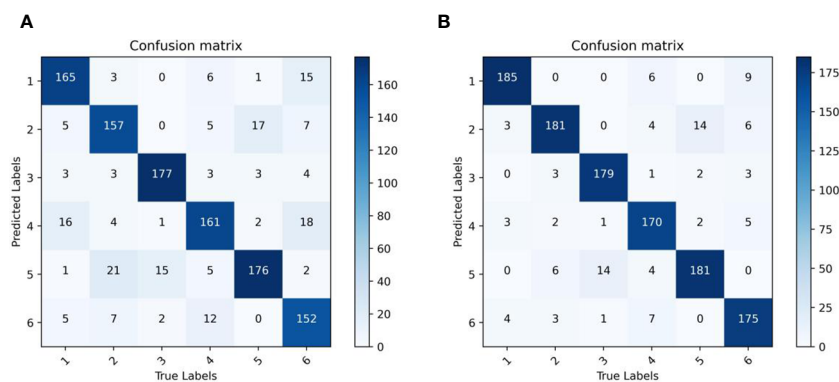 A
Confusion matrix
1 165 3 0 6 1 15
2 5 157 0 5 17 7
3 3 3 177 3 3 4
4 16 4 1 161 2 18
5 1 21 15 5 176 2
6 5 7 2 12 0 152
1 2 3 4 5 6
Predicted Labels
True Labels
160
140
120
100
80
60
40
20
0
B
Confusion matrix
1 185 0 0 6 0 9
2 3 181 0 4 14 6
3 0 3 179 1 2 3
4 3 2 1 170 2 5
5 0 6 14 4 181 0
6 4 3 1 7 0 175
1 2 3 4 5 6
Predicted Labels
True Labels
175
150
125
100
75
50
25
0